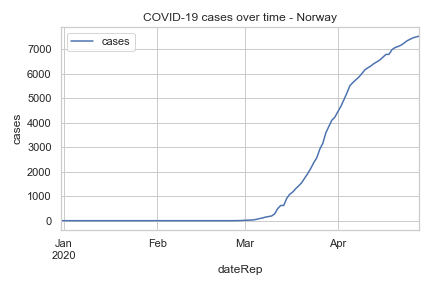 COVID-19 cases over time - Norway
cases
7000
6000
5000
4000
3000
2000
1000
0
cases
Jan
2020
Feb
Mar
Apr
dateRep